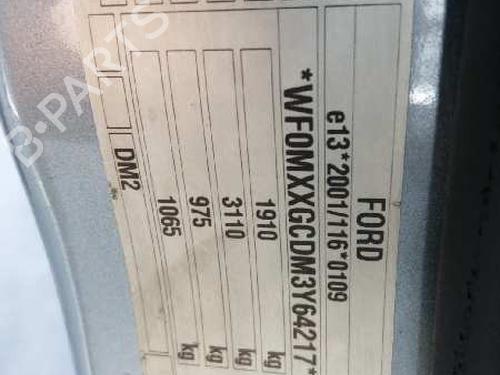 FORD
e13*2001/116*0109
*WF0MXXGCDM3Y64217*
1910 kg
3110 kg
975 kg
1065 kg
DM2
B-PARTS